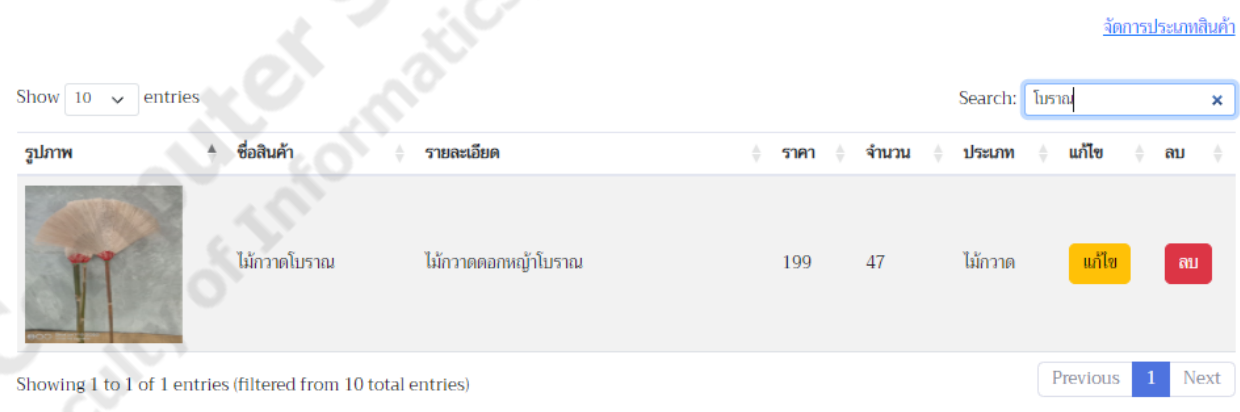 จัดการประเภทสินค้า
Show 10 entries Search: โบราณ
รูปภาพ ชื่อสินค้า รายละเอียด ราคา จำนวน ประเภท แก้ไข ลบ
ไม้กวาดโบราณ ไม้กวาดดอกหญ้าโบราณ 199 47 ไม้กวาด แก้ไข ลบ
Showing 1 to 1 of 1 entries (filtered from 10 total entries) Previous 1 Next